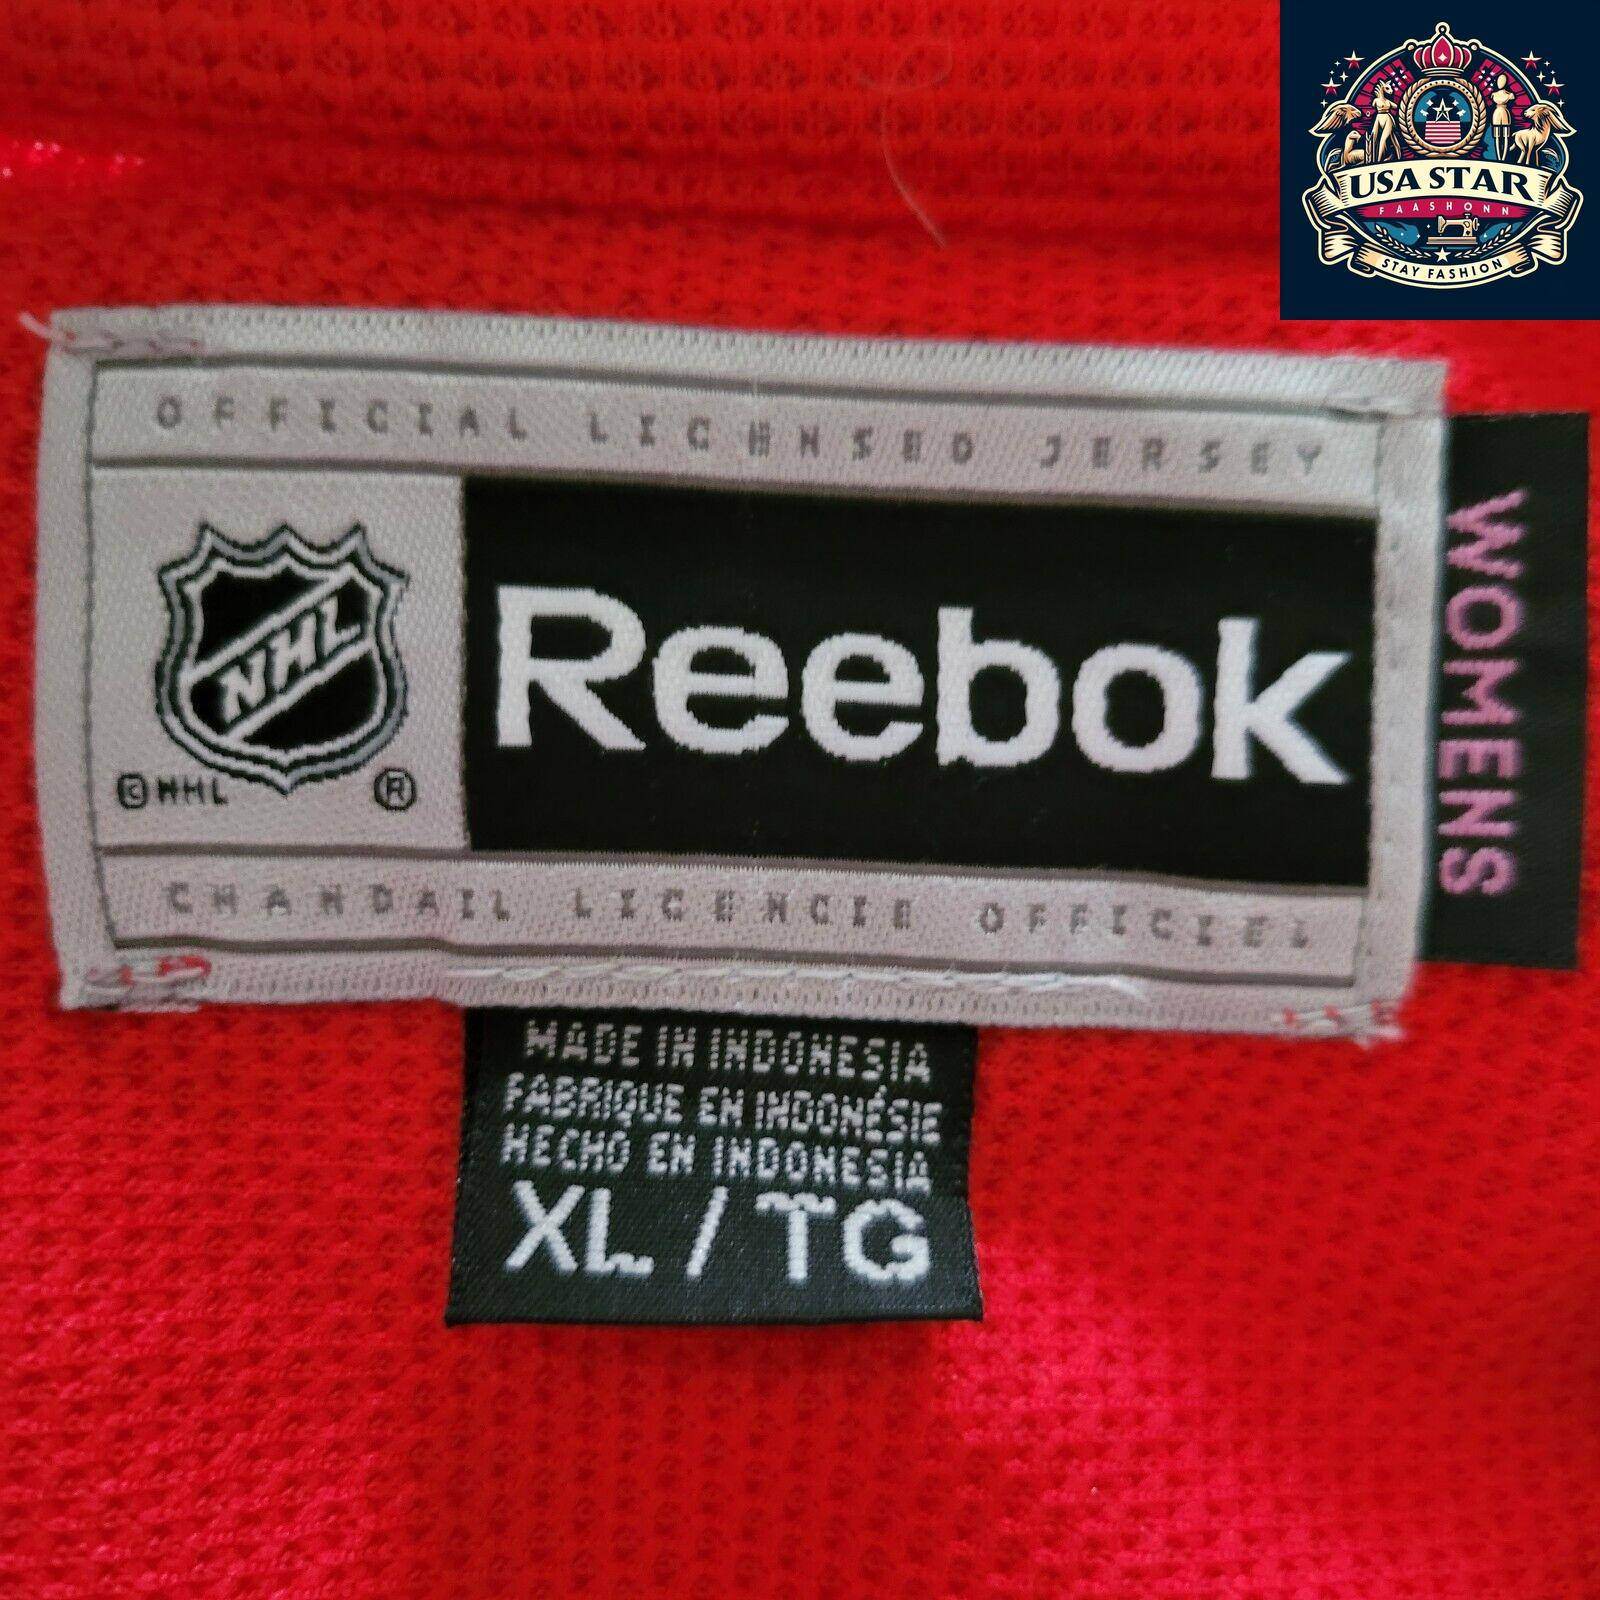 USA STAR
FAASHONN
STAY FASHION
OFFICIAL LICENSED JERSEY
NHL
© NHL ®
Reebok
WOMENS
CHANDAIL LICENCIE OFFICIEL
MADE IN INDONESIA
FABRIQUE EN INDONÉSIE
HECHO EN INDONESIA
XL / TG